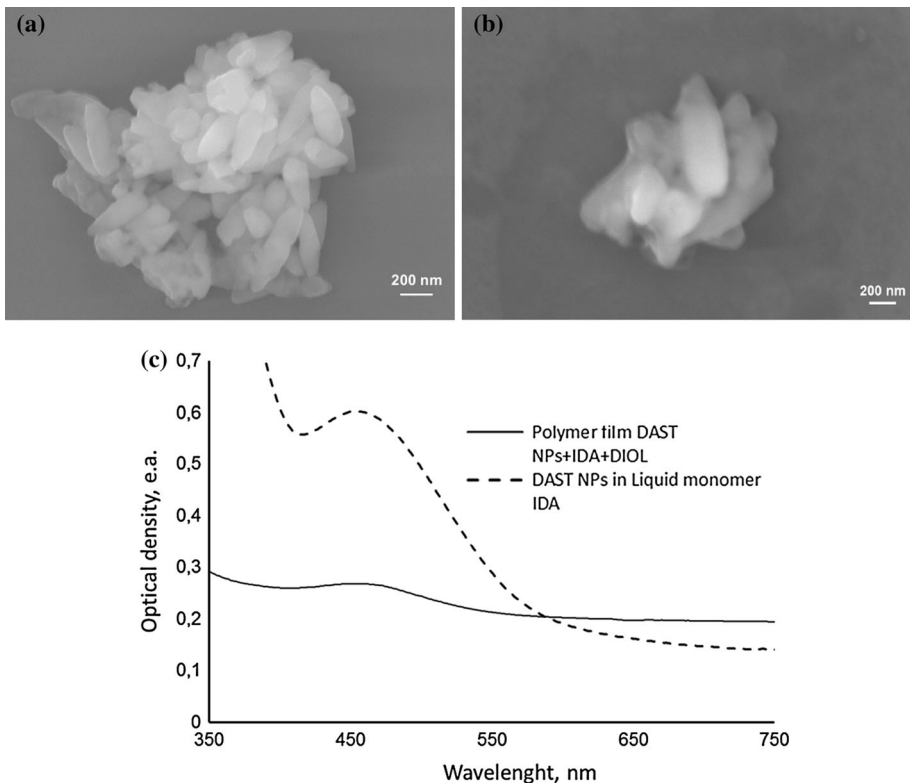 (a)
200 nm
(b)
200 nm
(c)
0,7
0,6
0,5
0,4
0,3
0,2
0,1
0
Optical density, e.a.
Polymer film DAST
NPs+IDA+DIOL
DAST NPs in Liquid monomer
IDA
350
450
550
650
750
Wavelenght, nm